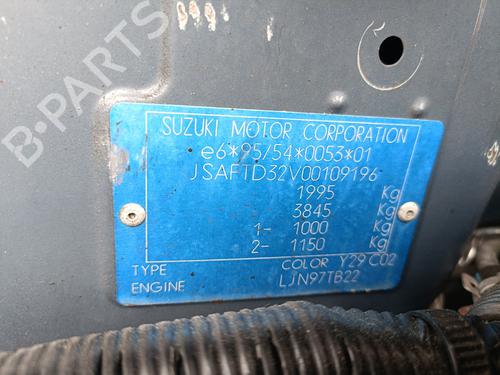 B-PARTS
SUZUKI MOTOR CORPORATION
e6*95/54*0053*01
JSAFTD32V00109196
1995 Kg
3845 Kg
1- 1000 Kg
2- 1150 Kg
TYPE COLOR Y29 C02
ENGINE LJN97TB22